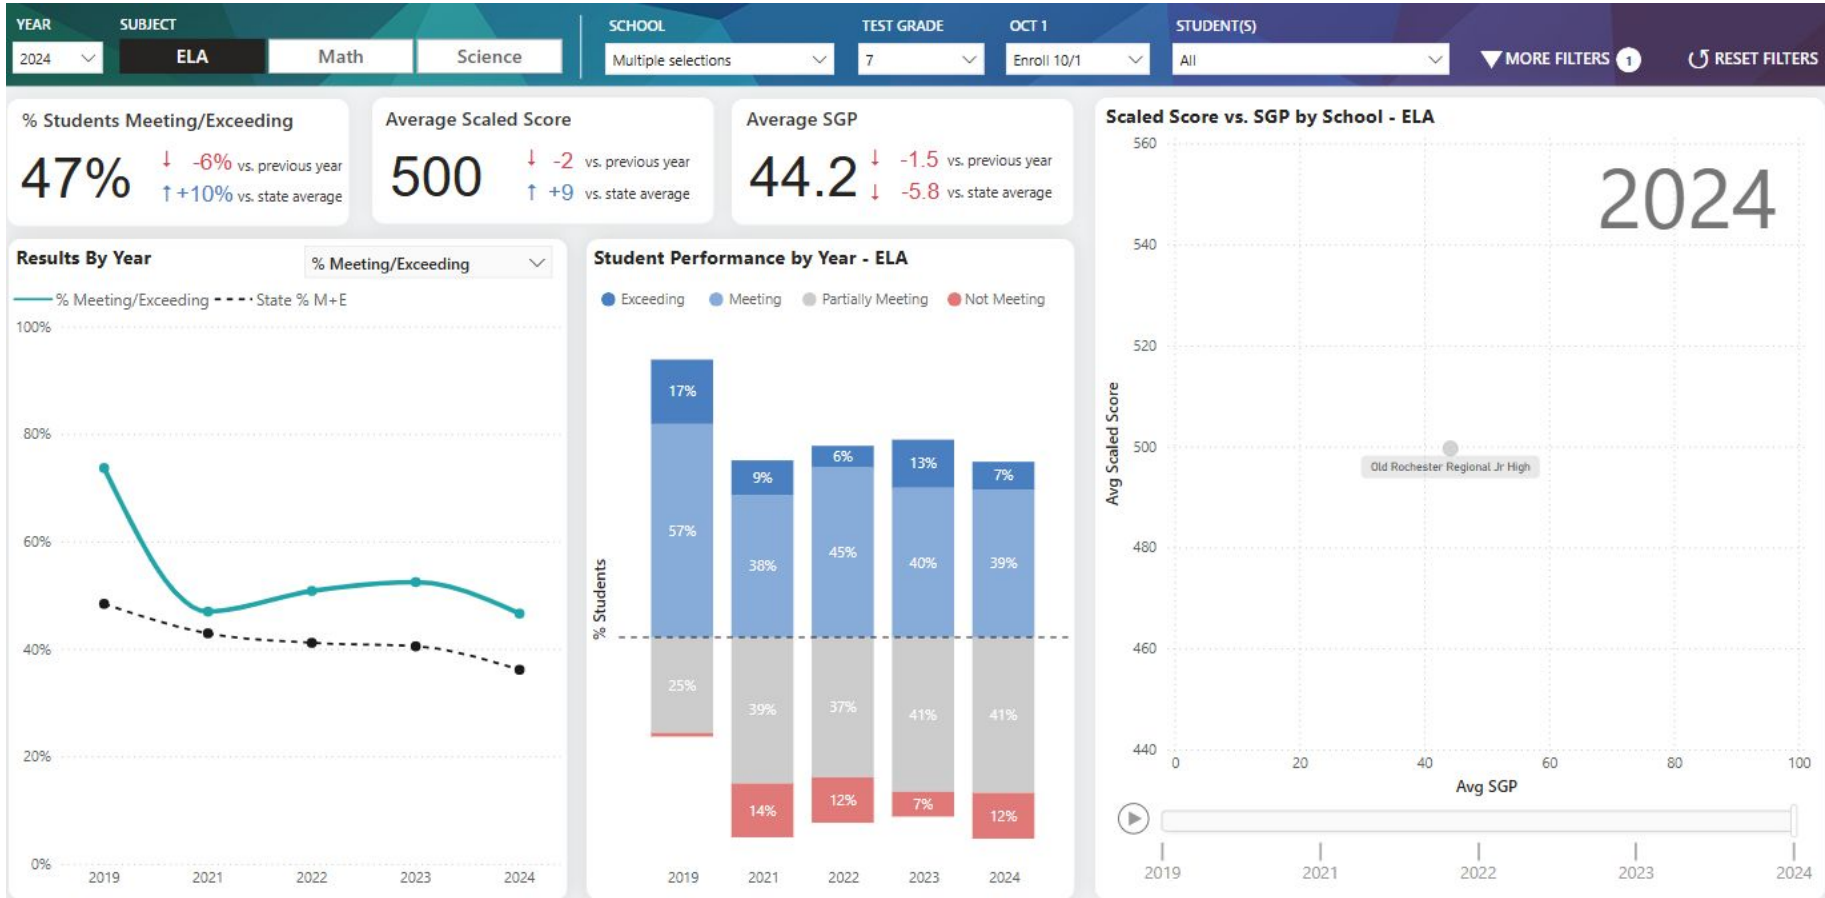 YEAR SUBJECT SCHOOL TEST GRADE OCT 1 STUDENT(S)
2024 ELA Math Science Multiple selections 7 Enroll 10/1 All MORE FILTERS 1 RESET FILTERS
% Students Meeting/Exceeding
47%
↓ -6% vs. previous year
↑ +10% vs. state average
Average Scaled Score
500
↓ -2 vs. previous year
↑ +9 vs. state average
Average SGP
44.2
↓ -1.5 vs. previous year
↓ -5.8 vs. state average
Results By Year
% Meeting/Exceeding
% Meeting/Exceeding State % M+E
100%
80%
60%
40%
20%
0%
2019 2021 2022 2023 2024
Student Performance by Year - ELA
Exceeding Meeting Partially Meeting Not Meeting
% Students
17%
57%
25%
9%
38%
39%
14%
6%
45%
37%
12%
13%
40%
41%
7%
7%
39%
41%
12%
2019 2021 2022 2023 2024
Scaled Score vs. SGP by School - ELA
2024
Avg Scaled Score
560
540
520
500
480
460
440
Old Rochester Regional Jr High
0 20 40 60 80 100
Avg SGP
2019 2021 2022 2023 2024